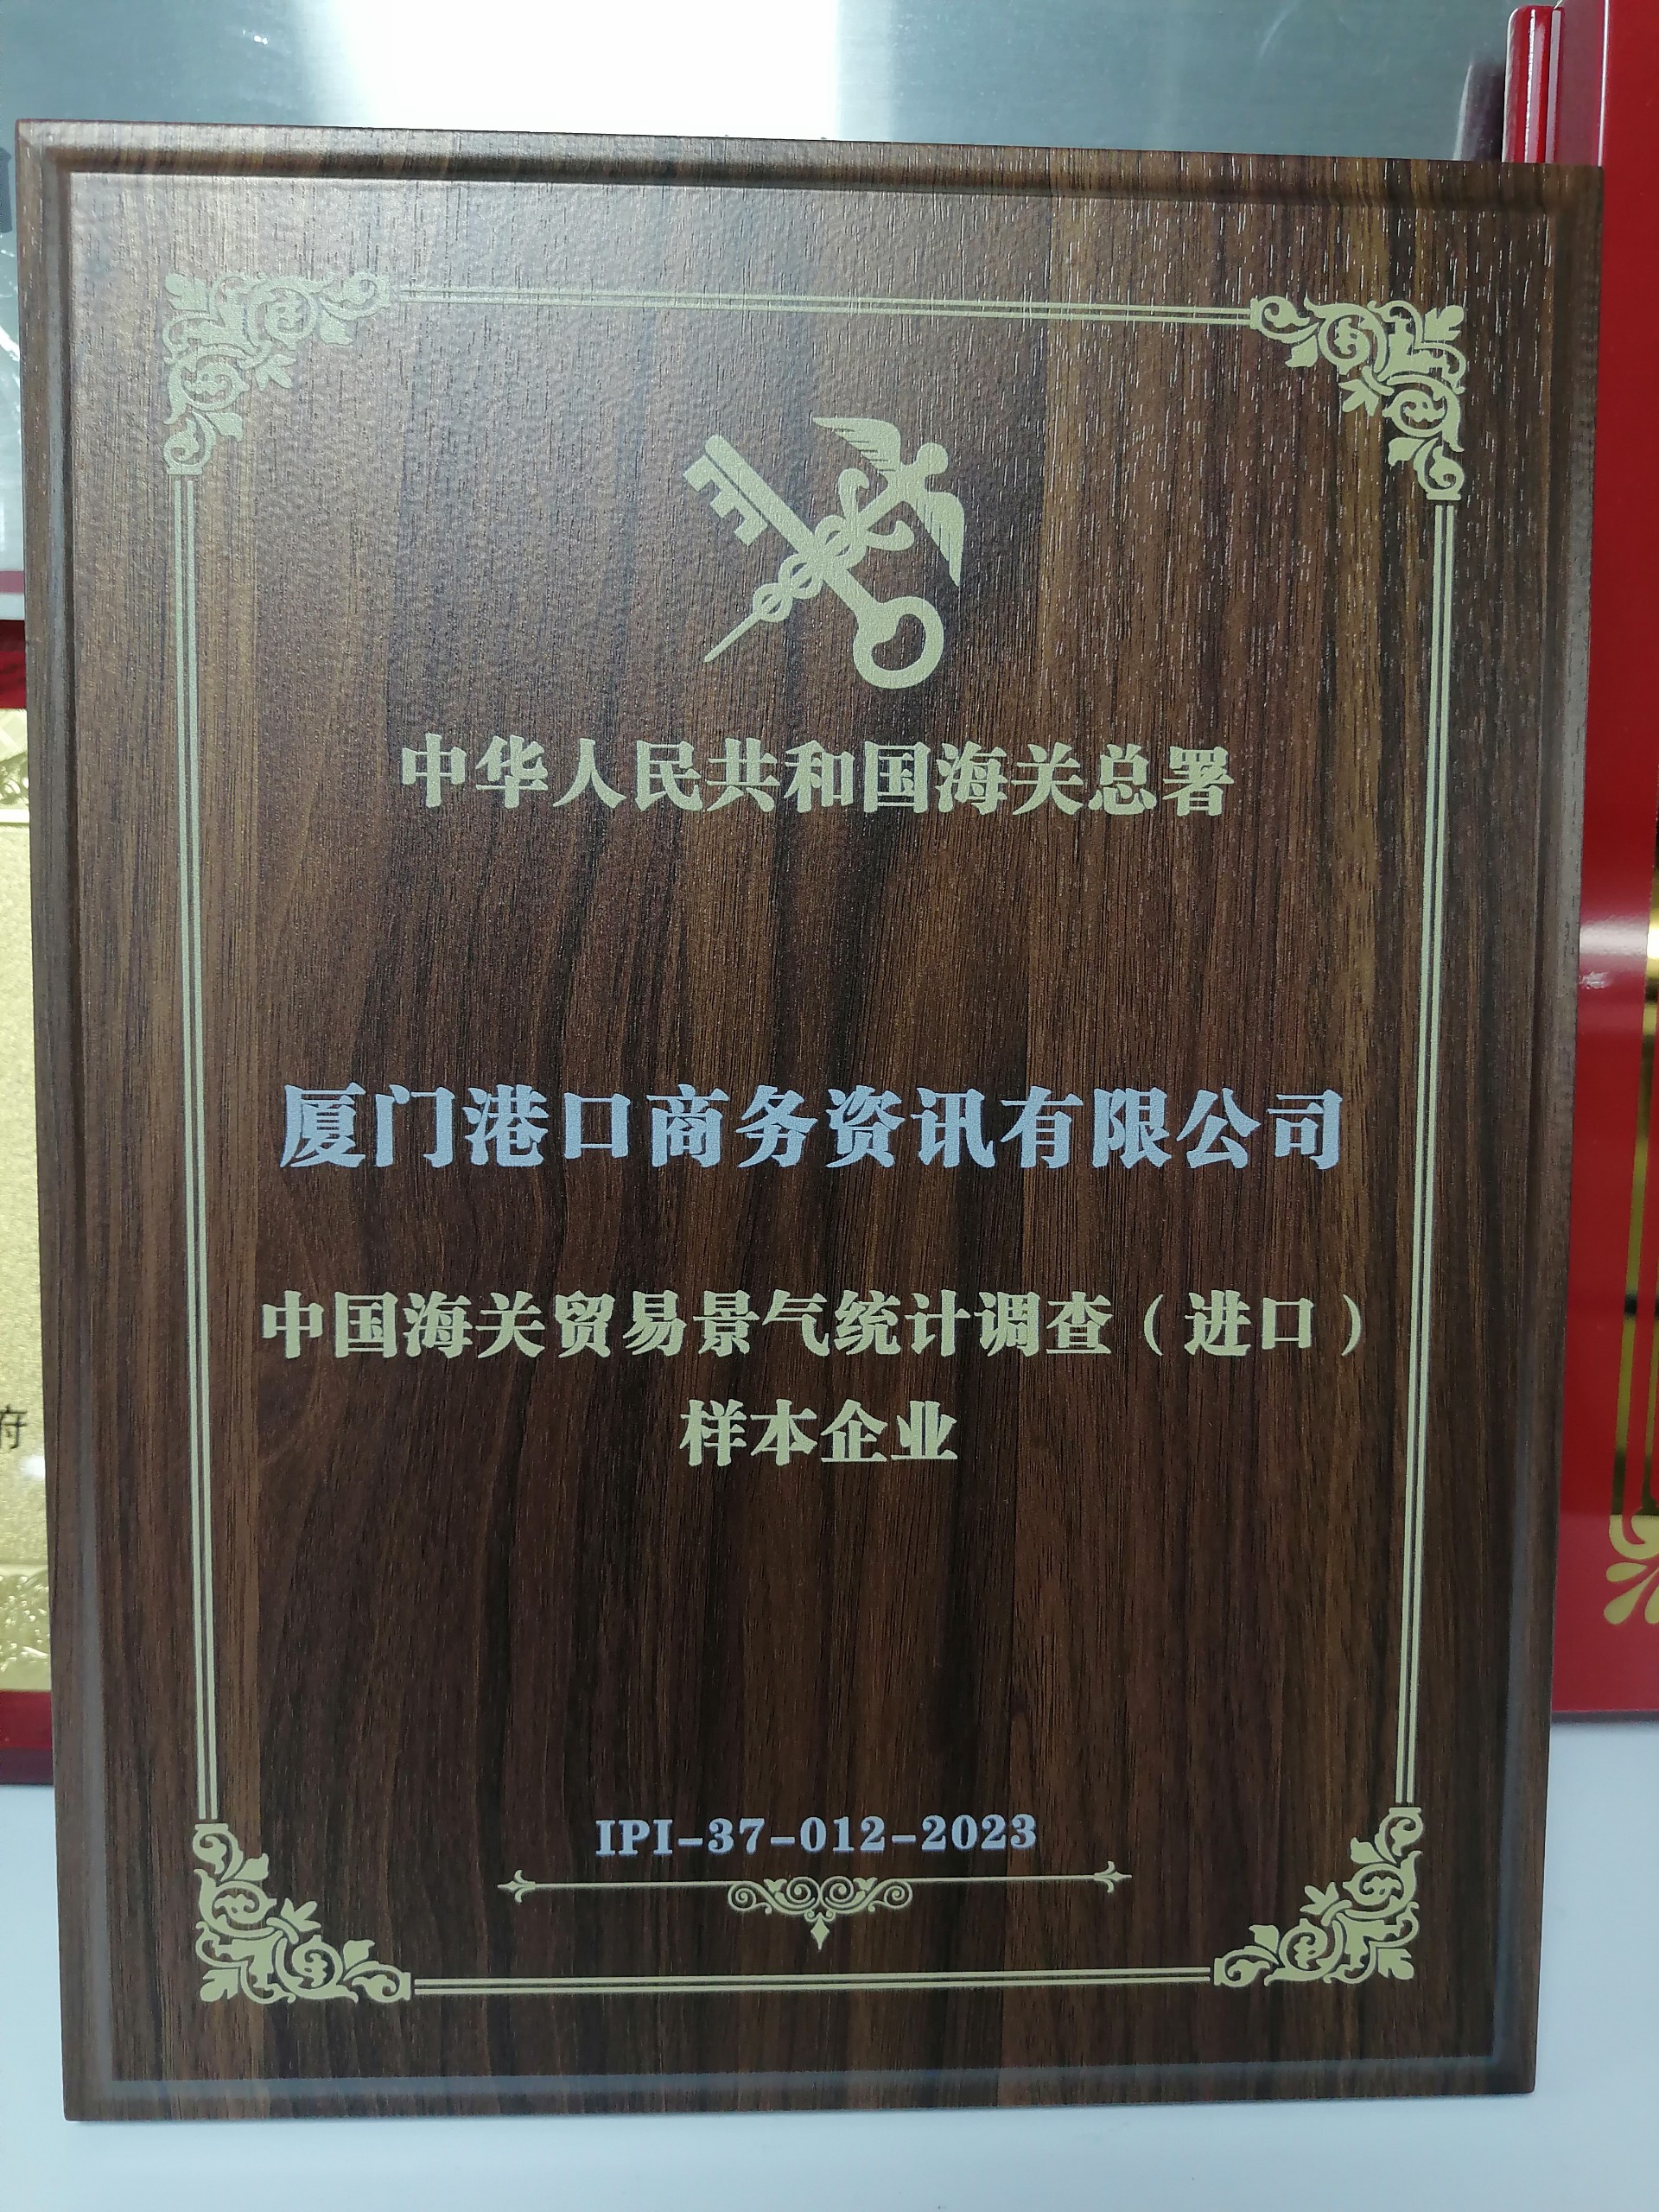 中华人民共和国海关总署
厦门港口商务资讯有限公司
中国海关贸易景气统计调查（进口）
样本企业
IPI-37-012-2023
府